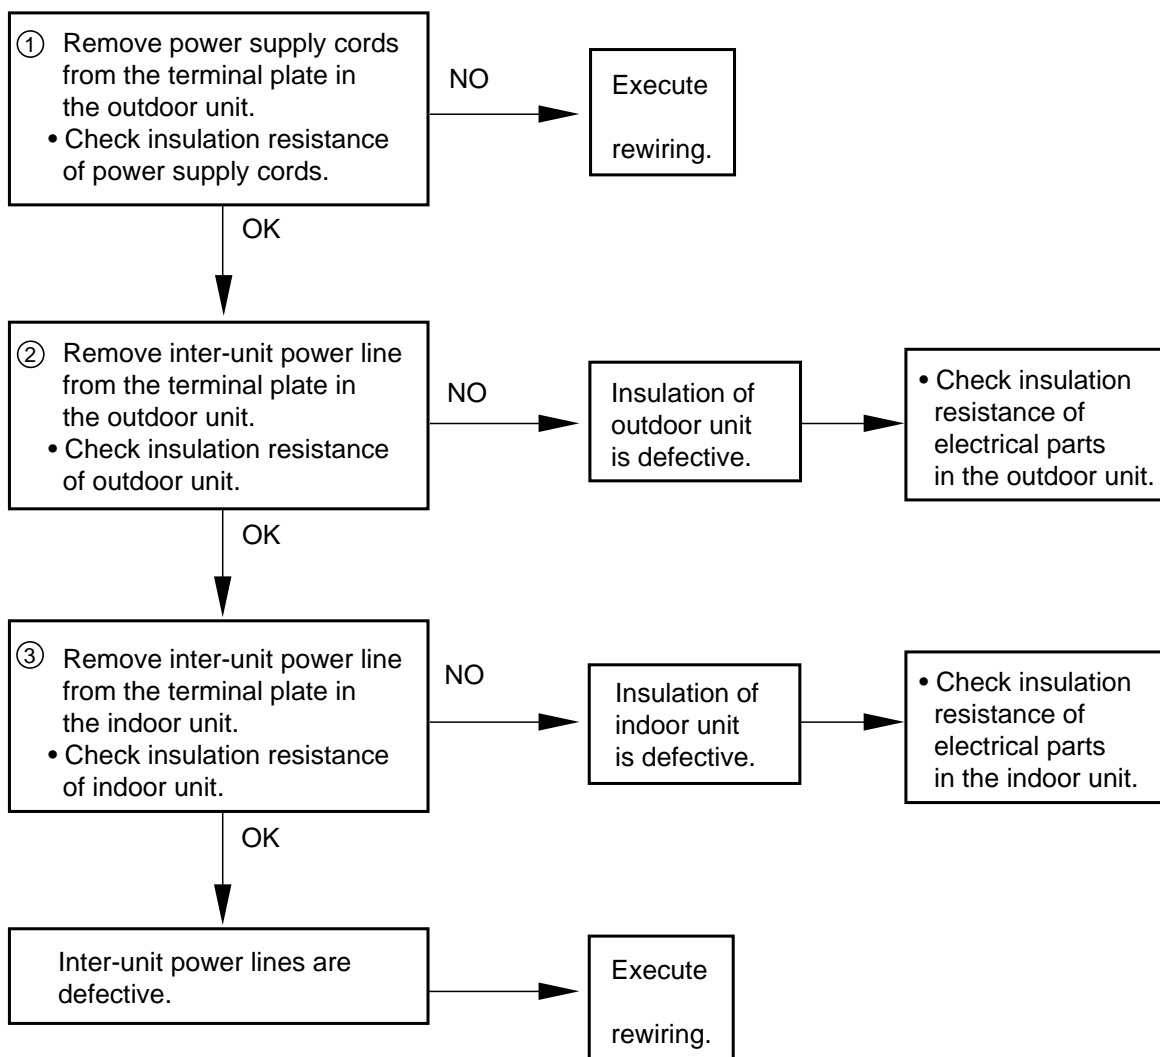 ① Remove power supply cords
from the terminal plate in
the outdoor unit.
• Check insulation resistance
of power supply cords.
NO
Execute
rewiring.
OK
② Remove inter-unit power line
from the terminal plate in
the outdoor unit.
• Check insulation resistance
of outdoor unit.
NO
Insulation of
outdoor unit
is defective.
• Check insulation
resistance of
electrical parts
in the outdoor unit.
OK
③ Remove inter-unit power line
from the terminal plate in
the indoor unit.
• Check insulation resistance
of indoor unit.
NO
Insulation of
indoor unit
is defective.
• Check insulation
resistance of
electrical parts
in the indoor unit.
OK
Inter-unit power lines are
defective.
Execute
rewiring.